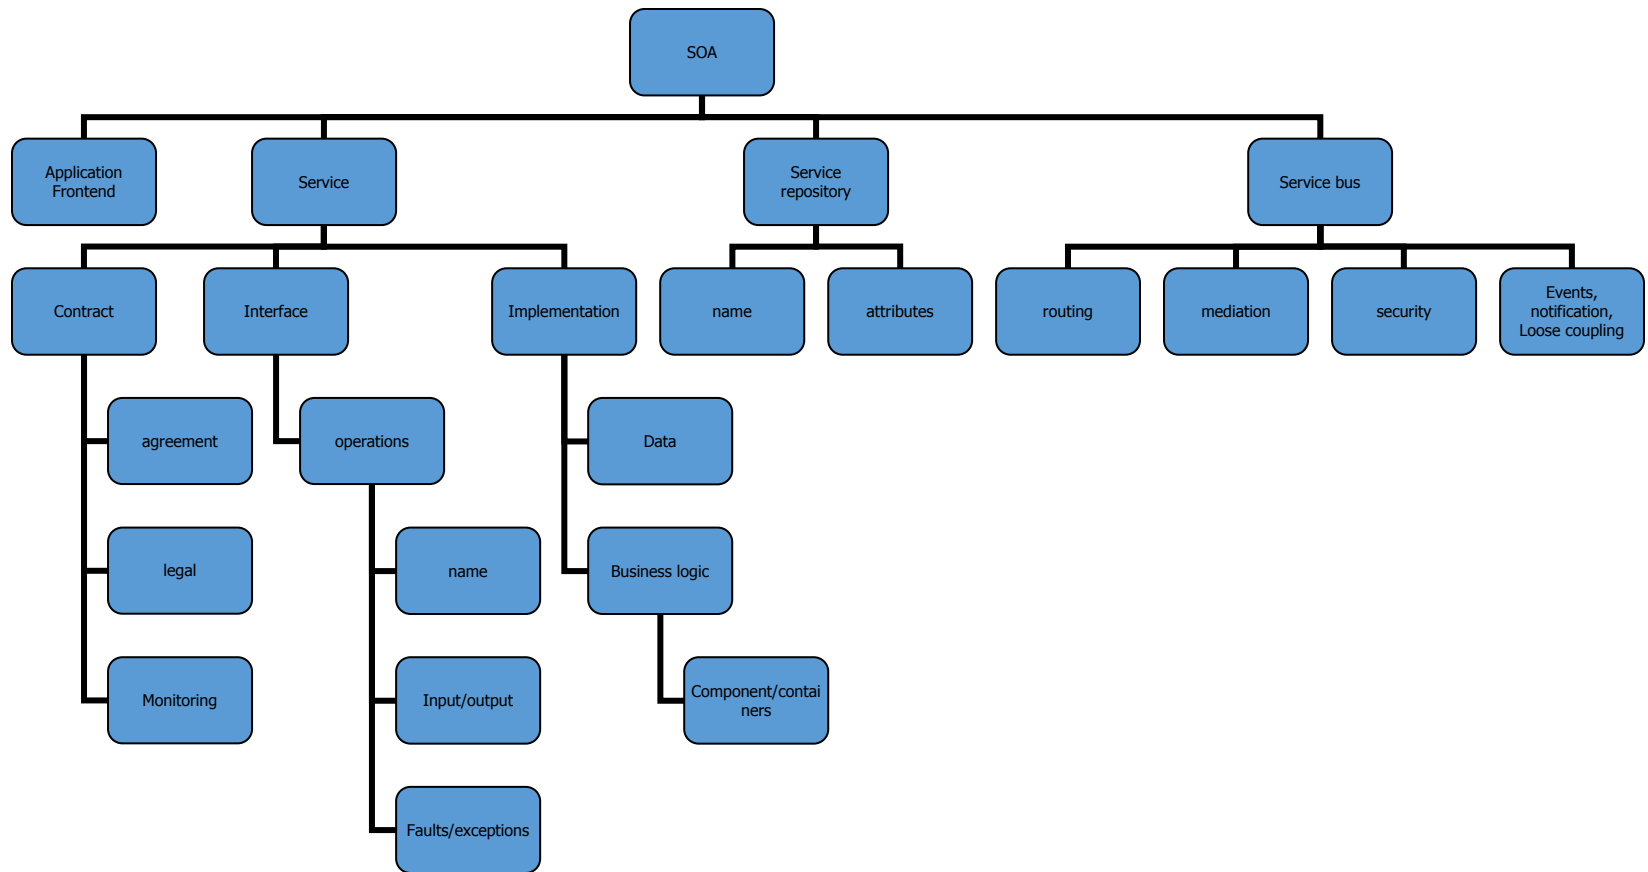 SOA
Application
Frontend
Service
Service
repository
Service bus
Contract
Interface
Implementation
name
attributes
routing
mediation
security
Events,
notification,
Loose coupling
agreement
operations
Data
legal
name
Business logic
Monitoring
Input/output
Component/contai
ners
Faults/exceptions